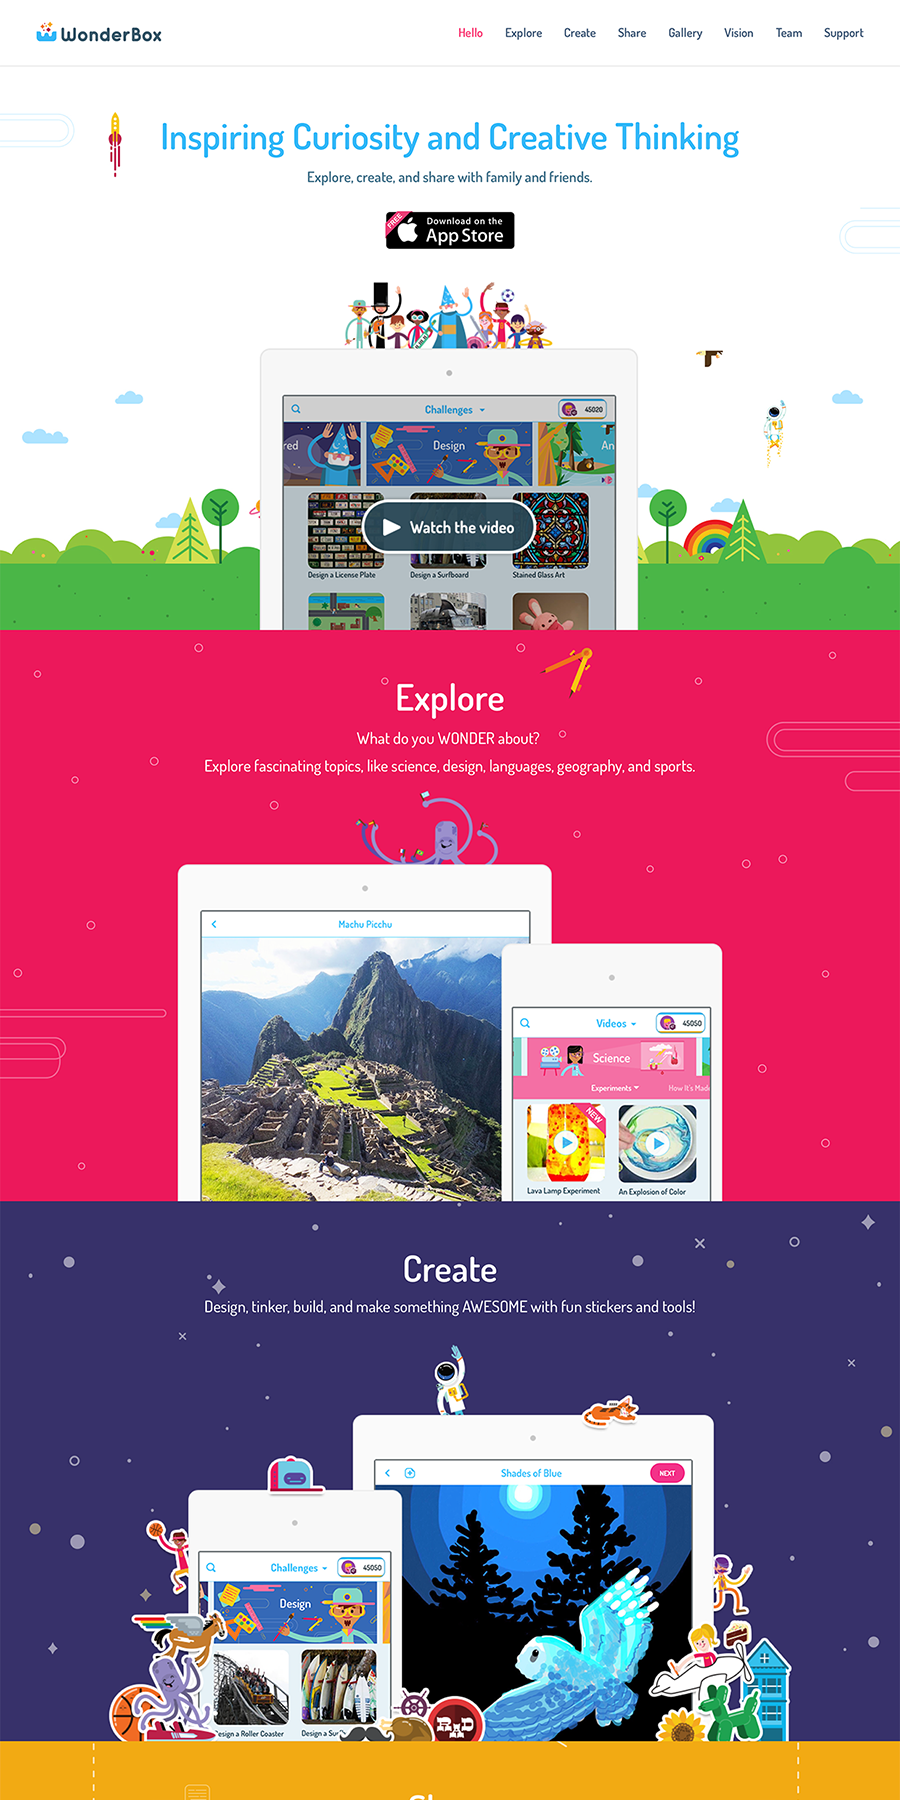 WonderBox
Hello Explore Create Share Gallery Vision Team Support
Inspiring Curiosity and Creative Thinking
Explore, create, and share with family and friends.
FREE
Download on the
App Store
Challenges
45020
red
Design
An
Watch the video
Design a License Plate
Design a Surfboard
Stained Glass Art
Explore
What do you WONDER about?
Explore fascinating topics, like science, design, languages, geography, and sports.
Machu Picchu
Videos
45050
Science
Experiments
How It's Made
NEW
Lava Lamp Experiment
An Explosion of Color
Create
Design, tinker, build, and make something AWESOME with fun stickers and tools!
Shades of Blue
NEXT
Challenges
45050
Design
Design a Roller Coaster
Design a Su